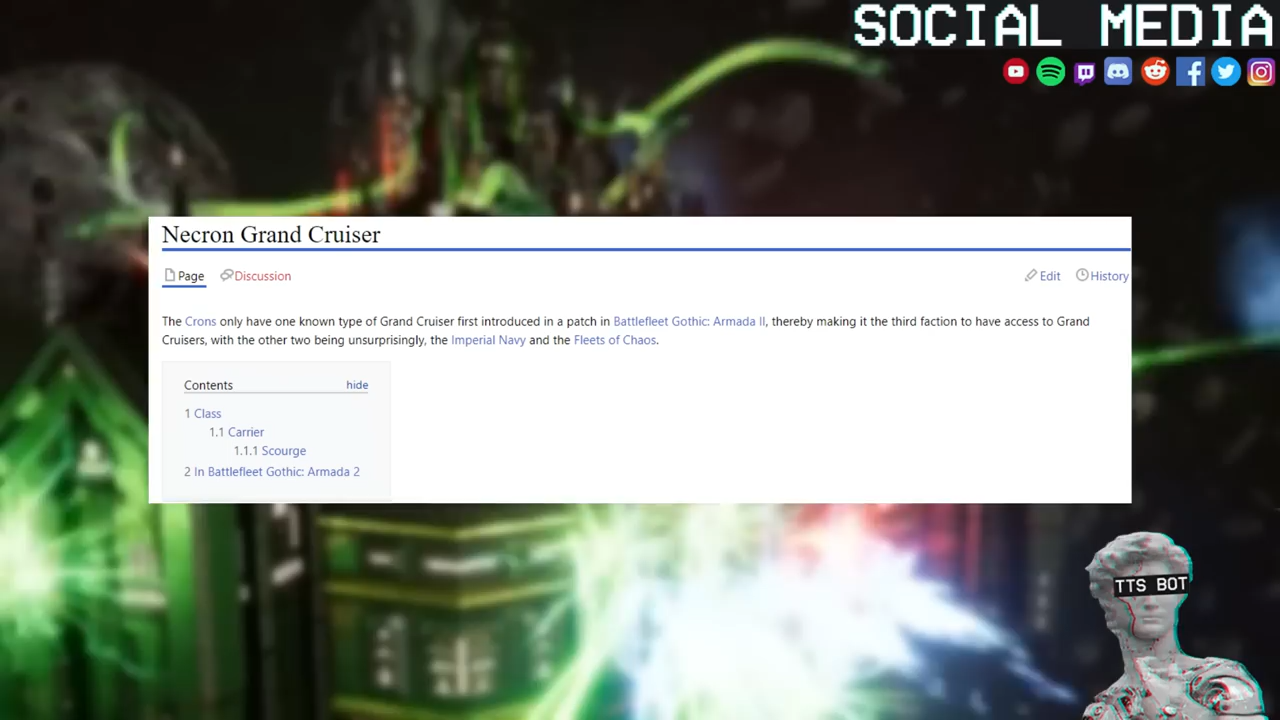 SOCIAL MEDIA
Necron Grand Cruiser
Page Discussion Edit History
The Crons only have one known type of Grand Cruiser first introduced in a patch in Battlefleet Gothic: Armada II, thereby making it the third faction to have access to Grand
Cruisers, with the other two being unsurprisingly, the Imperial Navy and the Fleets of Chaos.
Contents hide
1 Class
1.1 Carrier
1.1.1 Scourge
2 In Battlefleet Gothic: Armada 2
TTS BOT